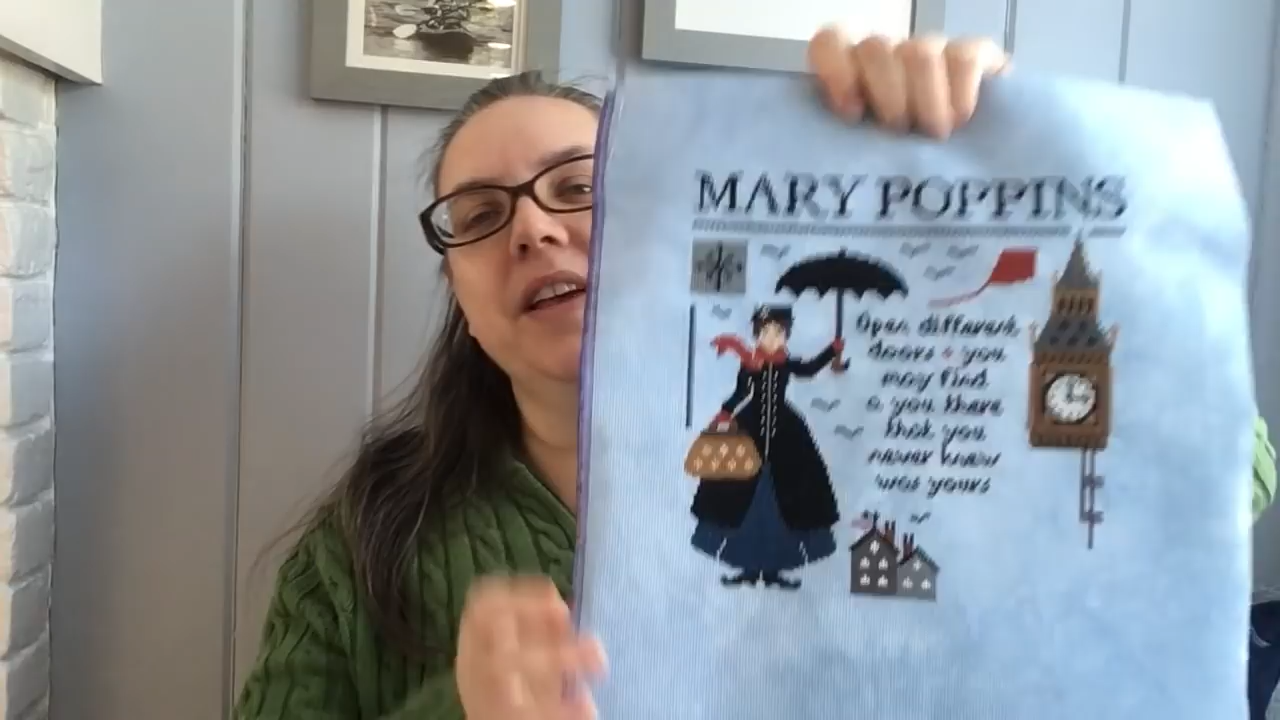 MARY POPPINS
Open different
doors + you
may find
a you there
that you
never knew
was yours